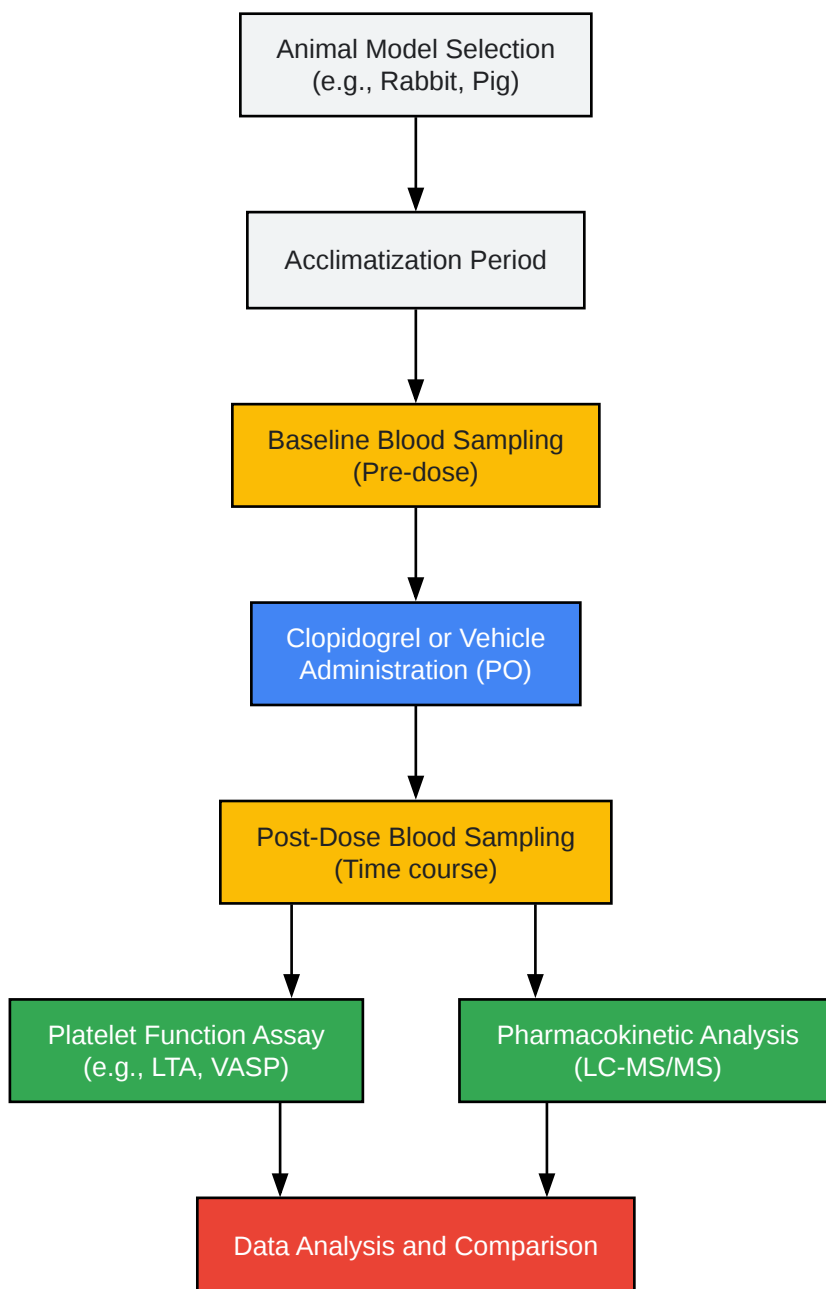 Animal Model Selection
(e.g., Rabbit, Pig)
Acclimatization Period
Baseline Blood Sampling
(Pre-dose)
Clopidogrel or Vehicle
Administration (PO)
Post-Dose Blood Sampling
(Time course)
Platelet Function Assay
(e.g., LTA, VASP)
Pharmacokinetic Analysis
(LC-MS/MS)
Data Analysis and Comparison